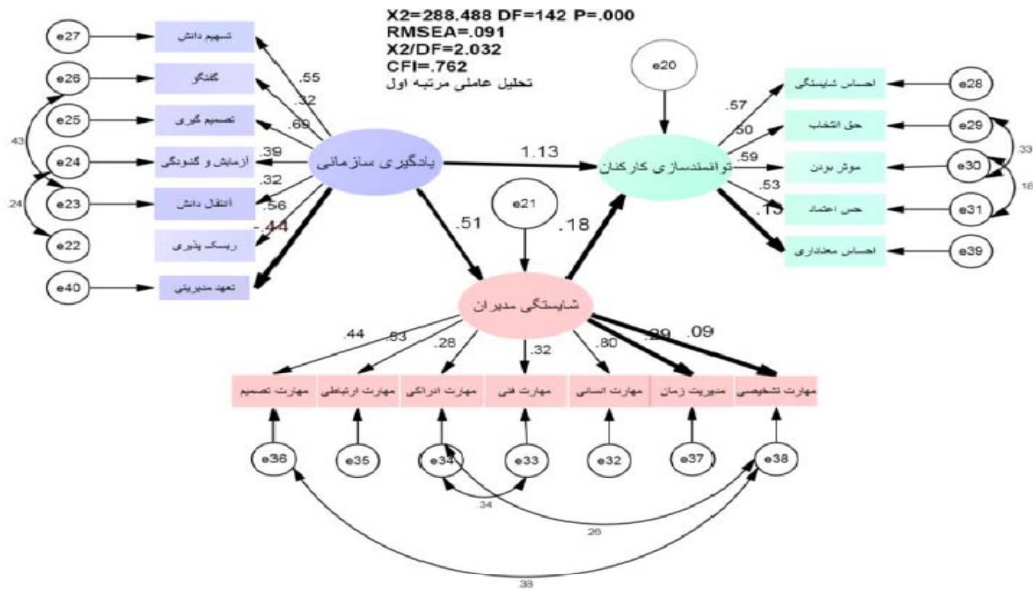 X2=288.488 DF=142 P=.000
RMSEA=.091
X2/DF=2.032
CFI=.762
تحلیل عاملی مرتبه اول
e27
تسهیم دانش
.55
e26
گفتگو
.32
e25
تصمیم گیری
.69
e24
آزمایش و گشودگی
.39
e23
انتقال دانش
.32
e22
ریسک پذیری
.56
e40
تعهد مدیریتی
-.44
.43
.24
یادگیری سازمانی
1.13
.51
e20
توانمندسازی کارکنان
e21
.18
شایستگی مدیران
.57
احساس شایستگی
e28
.50
حق انتخاب
e29
.59
موثر بودن
e30
.53
حس اعتماد
e31
احساس معناداری
e39
.33
.18
.44
.28
.32
.80
.29
.09
مهارت تصمیم
مهارت ارتباطی
مهارت ادراکی
مهارت فنی
مهارت انسانی
مدیریت زمان
مهارت تشخیصی
e36
e35
e34
e33
e32
e37
e38
.34
.26
.38